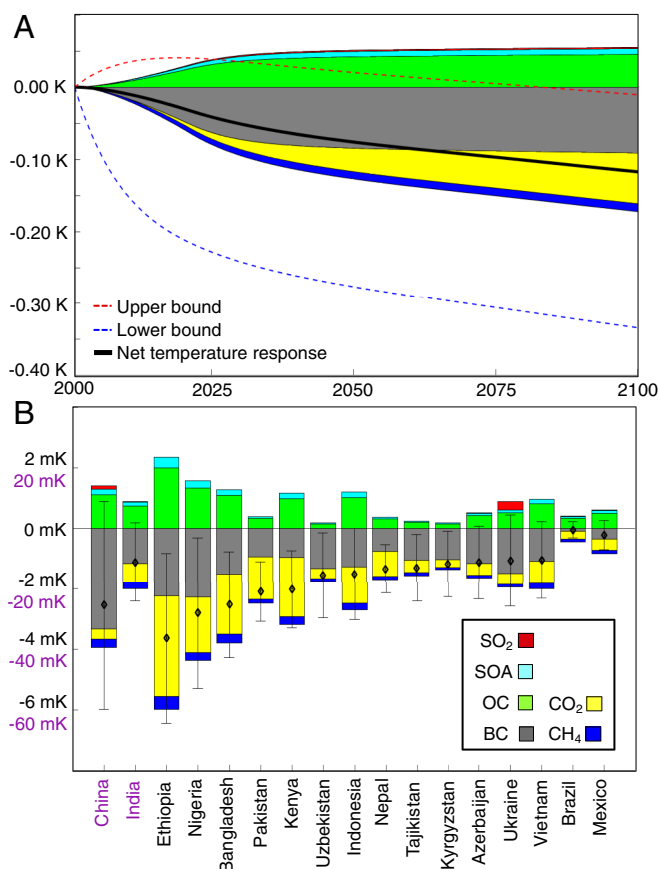 A
0.00 K
-0.10 K
-0.20 K
-0.30 K
-0.40 K
Upper bound
Lower bound
Net temperature response
2000
2025
2050
2075
2100
B
2 mK
20 mK
0 mK
-2 mK
-20 mK
-4 mK
-40 mK
-6 mK
-60 mK
SO₂
SOA
OC
CO₂
BC
CH₄
China
India
Ethiopia
Nigeria
Bangladesh
Pakistan
Kenya
Uzbekistan
Indonesia
Nepal
Tajikistan
Kyrgyzstan
Azerbaijan
Ukraine
Vietnam
Brazil
Mexico